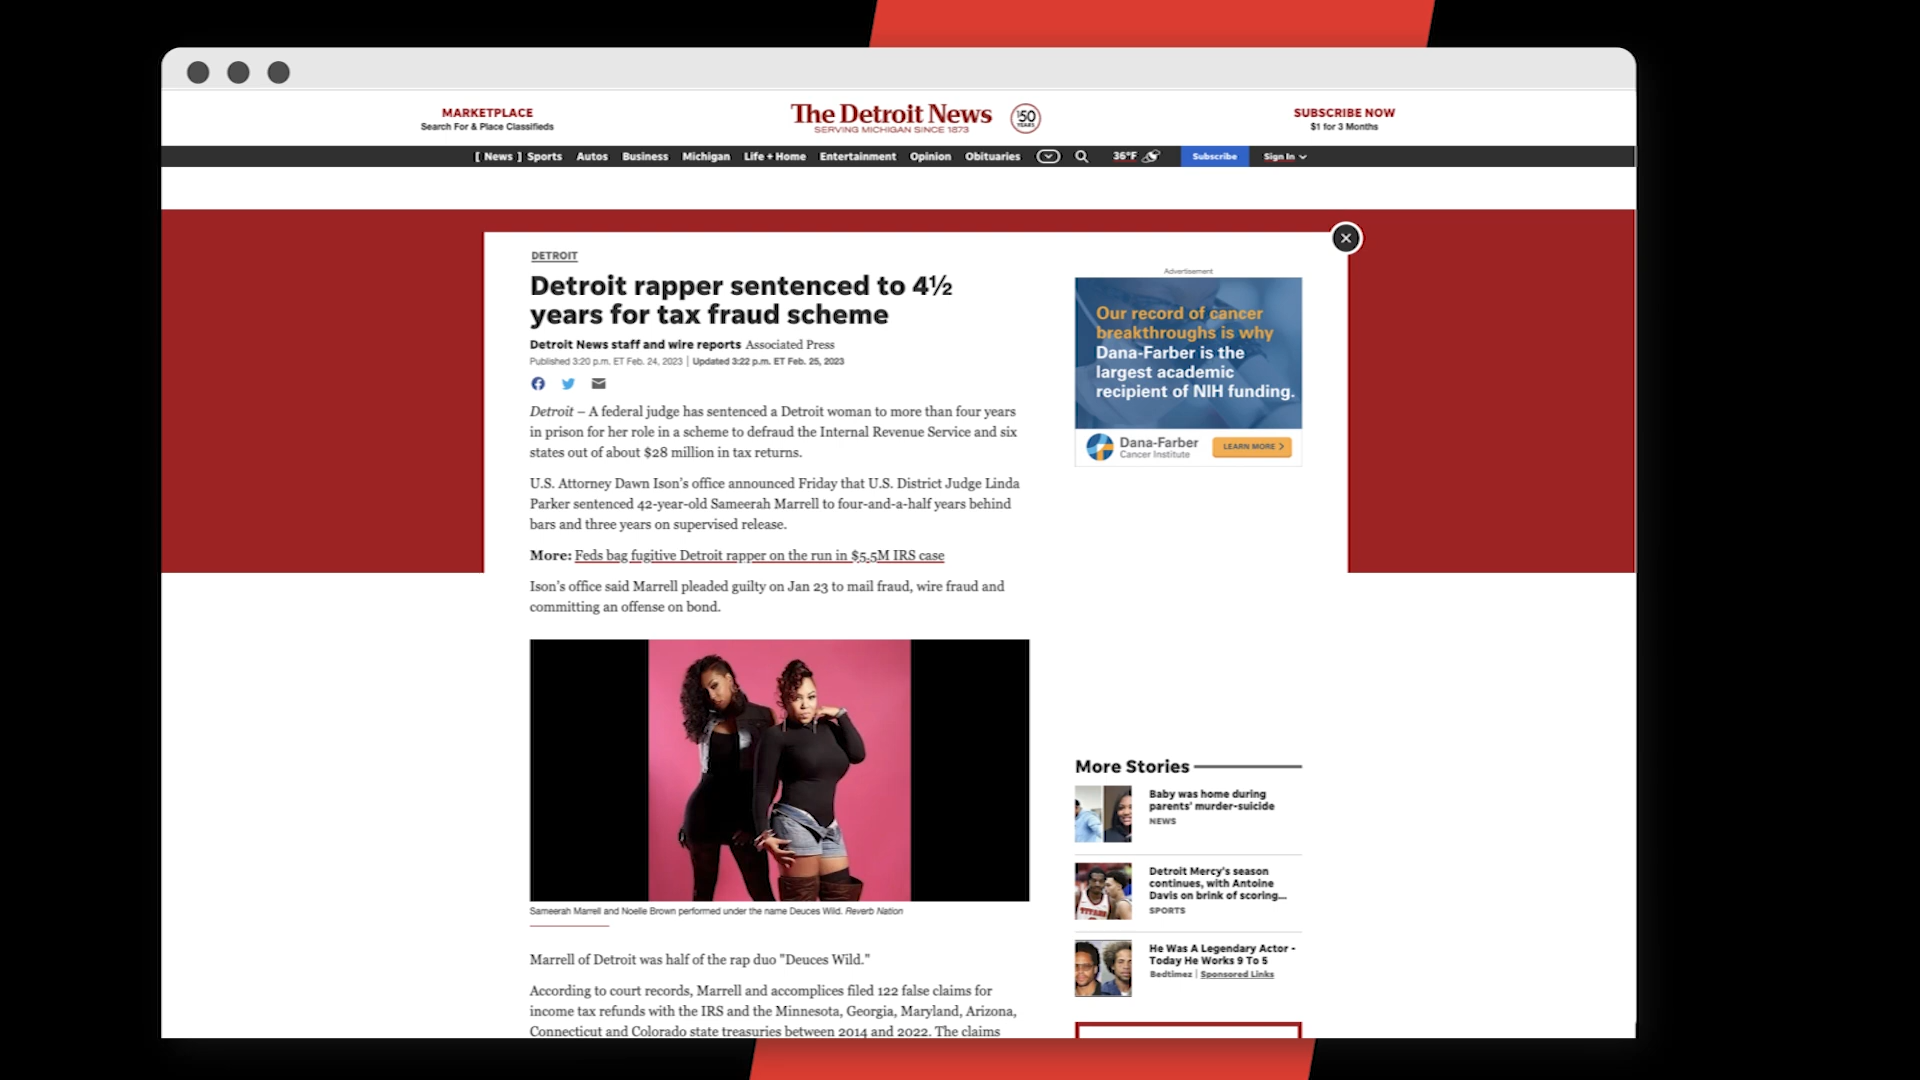 MARKETPLACE
Search For & Place Classifieds
The Detroit News
SERVING MICHIGAN SINCE 1873
150
YEARS
SUBSCRIBE NOW
$1 for 3 Months
[ News ] Sports Autos Business Michigan Life + Home Entertainment Opinion Obituaries 36°F Subscribe Sign In
DETROIT
Detroit rapper sentenced to 4½
years for tax fraud scheme
Detroit News staff and wire reports Associated Press
Published 3:20 p.m. ET Feb. 24, 2023 | Updated 3:22 p.m. ET Feb. 25, 2023
Detroit – A federal judge has sentenced a Detroit woman to more than four years
in prison for her role in a scheme to defraud the Internal Revenue Service and six
states out of about $28 million in tax returns.
U.S. Attorney Dawn Ison's office announced Friday that U.S. District Judge Linda
Parker sentenced 42-year-old Sameerah Marrell to four-and-a-half years behind
bars and three years on supervised release.
More: Feds bag fugitive Detroit rapper on the run in $5.5M IRS case
Ison's office said Marrell pleaded guilty on Jan 23 to mail fraud, wire fraud and
committing an offense on bond.
Sameerah Marrell and Noelle Brown performed under the name Deuces Wild. Reverb Nation
Marrell of Detroit was half of the rap duo "Deuces Wild."
According to court records, Marrell and accomplices filed 122 false claims for
income tax refunds with the IRS and the Minnesota, Georgia, Maryland, Arizona,
Connecticut and Colorado state treasuries between 2014 and 2022. The claims
Advertisement
Our record of cancer
breakthroughs is why
Dana-Farber is the
largest academic
recipient of NIH funding.
Dana-Farber
Cancer Institute
LEARN MORE >
More Stories
Baby was home during
parents' murder-suicide
NEWS
Detroit Mercy's season
continues, with Antoine
Davis on brink of scoring...
SPORTS
TITANS
He Was A Legendary Actor -
Today He Works 9 To 5
Bedtimez | Sponsored Links